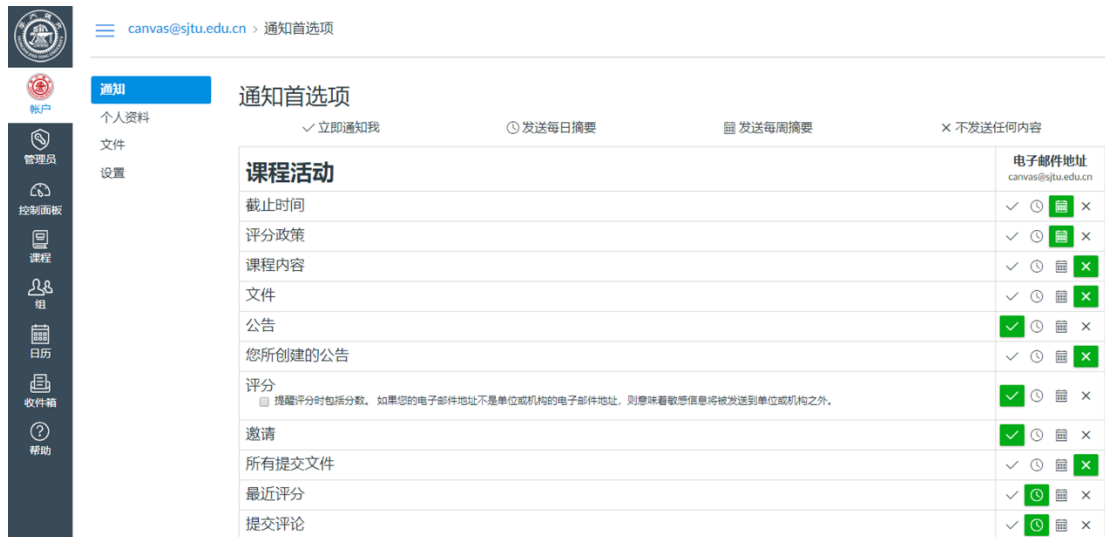 canvas@sjtu.edu.cn > 通知首选项
帐户
管理员
控制面板
课程
组
日历
收件箱
帮助
通知
个人资料
文件
设置
通知首选项
立即通知我 发送每日摘要 发送每周摘要 不发送任何内容
课程活动 电子邮件地址
canvas@sjtu.edu.cn
截止时间
评分政策
课程内容
文件
公告
您所创建的公告
评分
提醒评分时包括分数。 如果您的电子邮件地址不是单位或机构的电子邮件地址，则意味着敏感信息将被发送到单位或机构之外。
邀请
所有提交文件
最近评分
提交评论